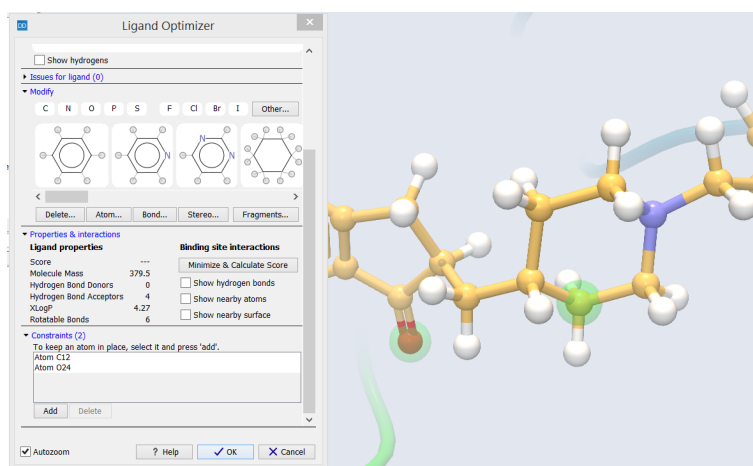 DD Ligand Optimizer
Show hydrogens
Issues for ligand (0)
Modify
C N O P S F Cl Br I Other...
N N N
Delete... Atom... Bond... Stereo... Fragments...
Properties & interactions
Ligand properties Binding site interactions
Score --- Minimize & Calculate Score
Molecule Mass 379.5
Hydrogen Bond Donors 0 Show hydrogen bonds
Hydrogen Bond Acceptors 4 Show nearby atoms
XLogP 4.27
Rotatable Bonds 6 Show nearby surface
Constraints (2)
To keep an atom in place, select it and press 'add'.
Atom C12
Atom O24
Add Delete
Autozoom ? Help OK Cancel